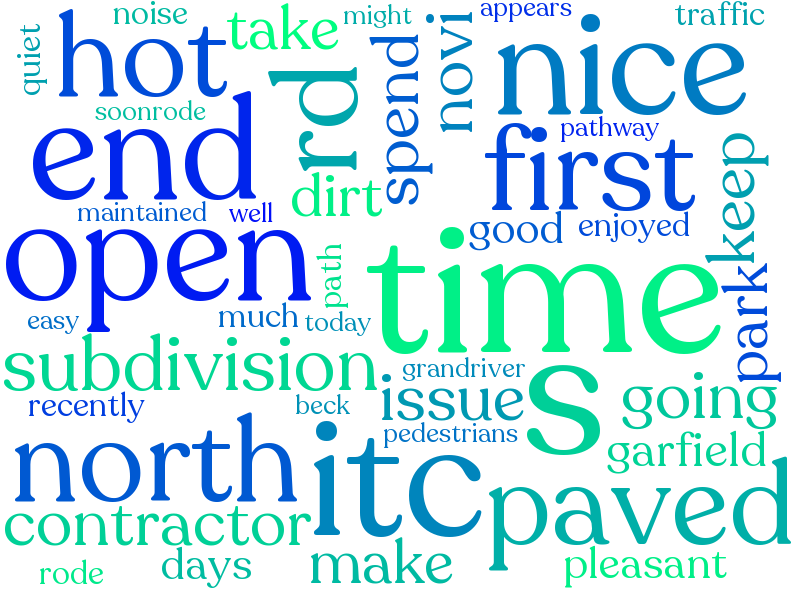 noise
might
appears
traffic
quiet
hot
take
rd
spend
novi
nice
soonrode
end
pathway
first
keep
maintained
well
dirt
good
enjoyed
open
path
time
park
easy
much
today
subdivision
grandriver
s
issue
going
recently
beck
pedestrians
garfield
north
itc
paved
contractor
days
make
pleasant
rode